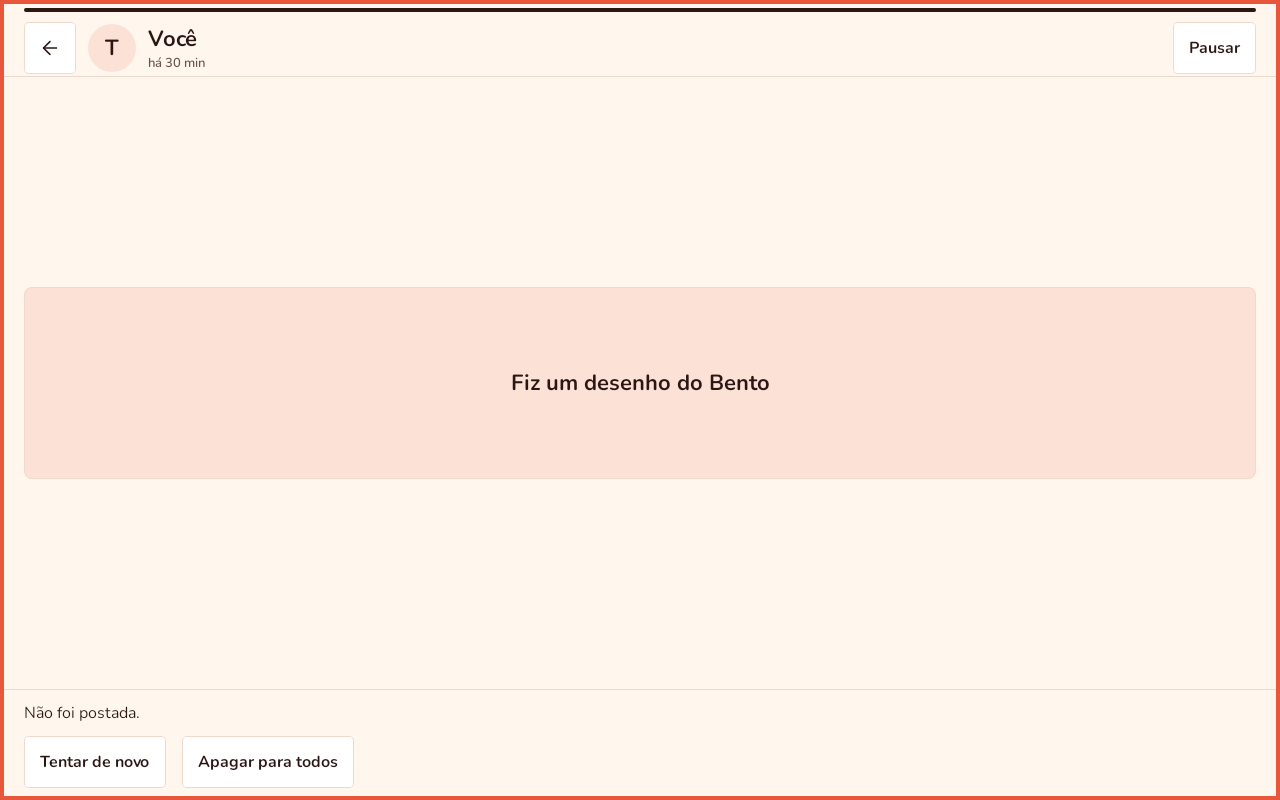 T
Você
há 30 min
Pausar
Fiz um desenho do Bento
Não foi postada.
Tentar de novo
Apagar para todos